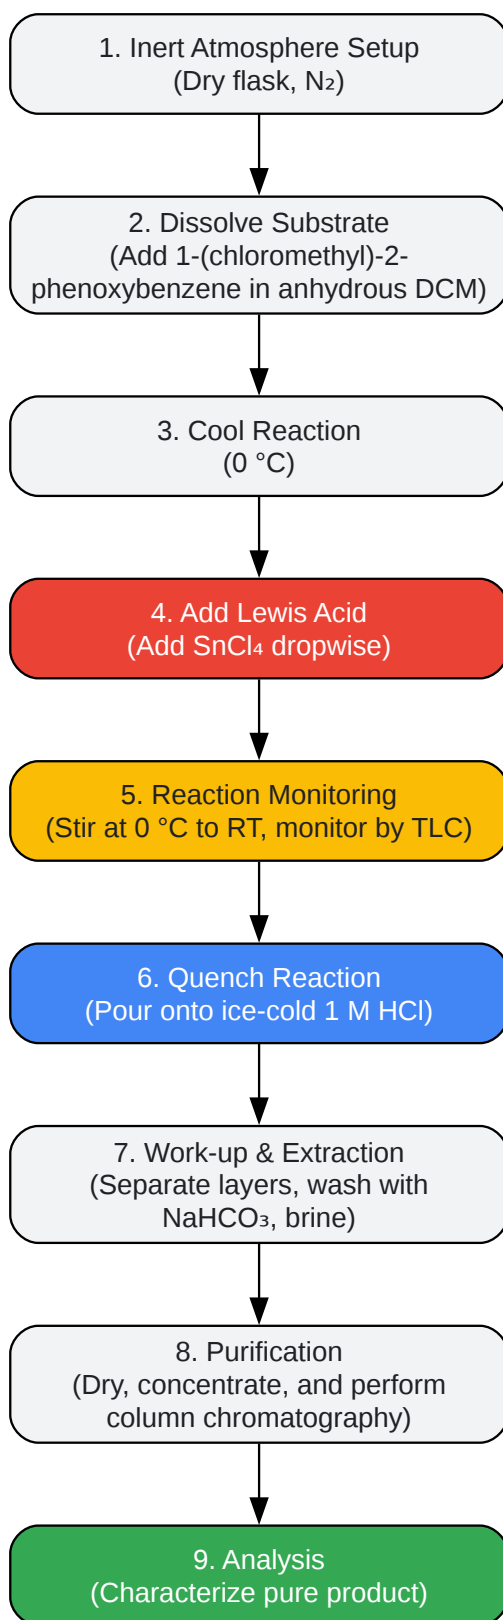 1. Inert Atmosphere Setup
(Dry flask, N₂)
2. Dissolve Substrate
(Add 1-(chloromethyl)-2-
phenoxybenzene in anhydrous DCM)
3. Cool Reaction
(0 °C)
4. Add Lewis Acid
(Add SnCl₄ dropwise)
5. Reaction Monitoring
(Stir at 0 °C to RT, monitor by TLC)
6. Quench Reaction
(Pour onto ice-cold 1 M HCl)
7. Work-up & Extraction
(Separate layers, wash with
NaHCO₃, brine)
8. Purification
(Dry, concentrate, and perform
column chromatography)
9. Analysis
(Characterize pure product)